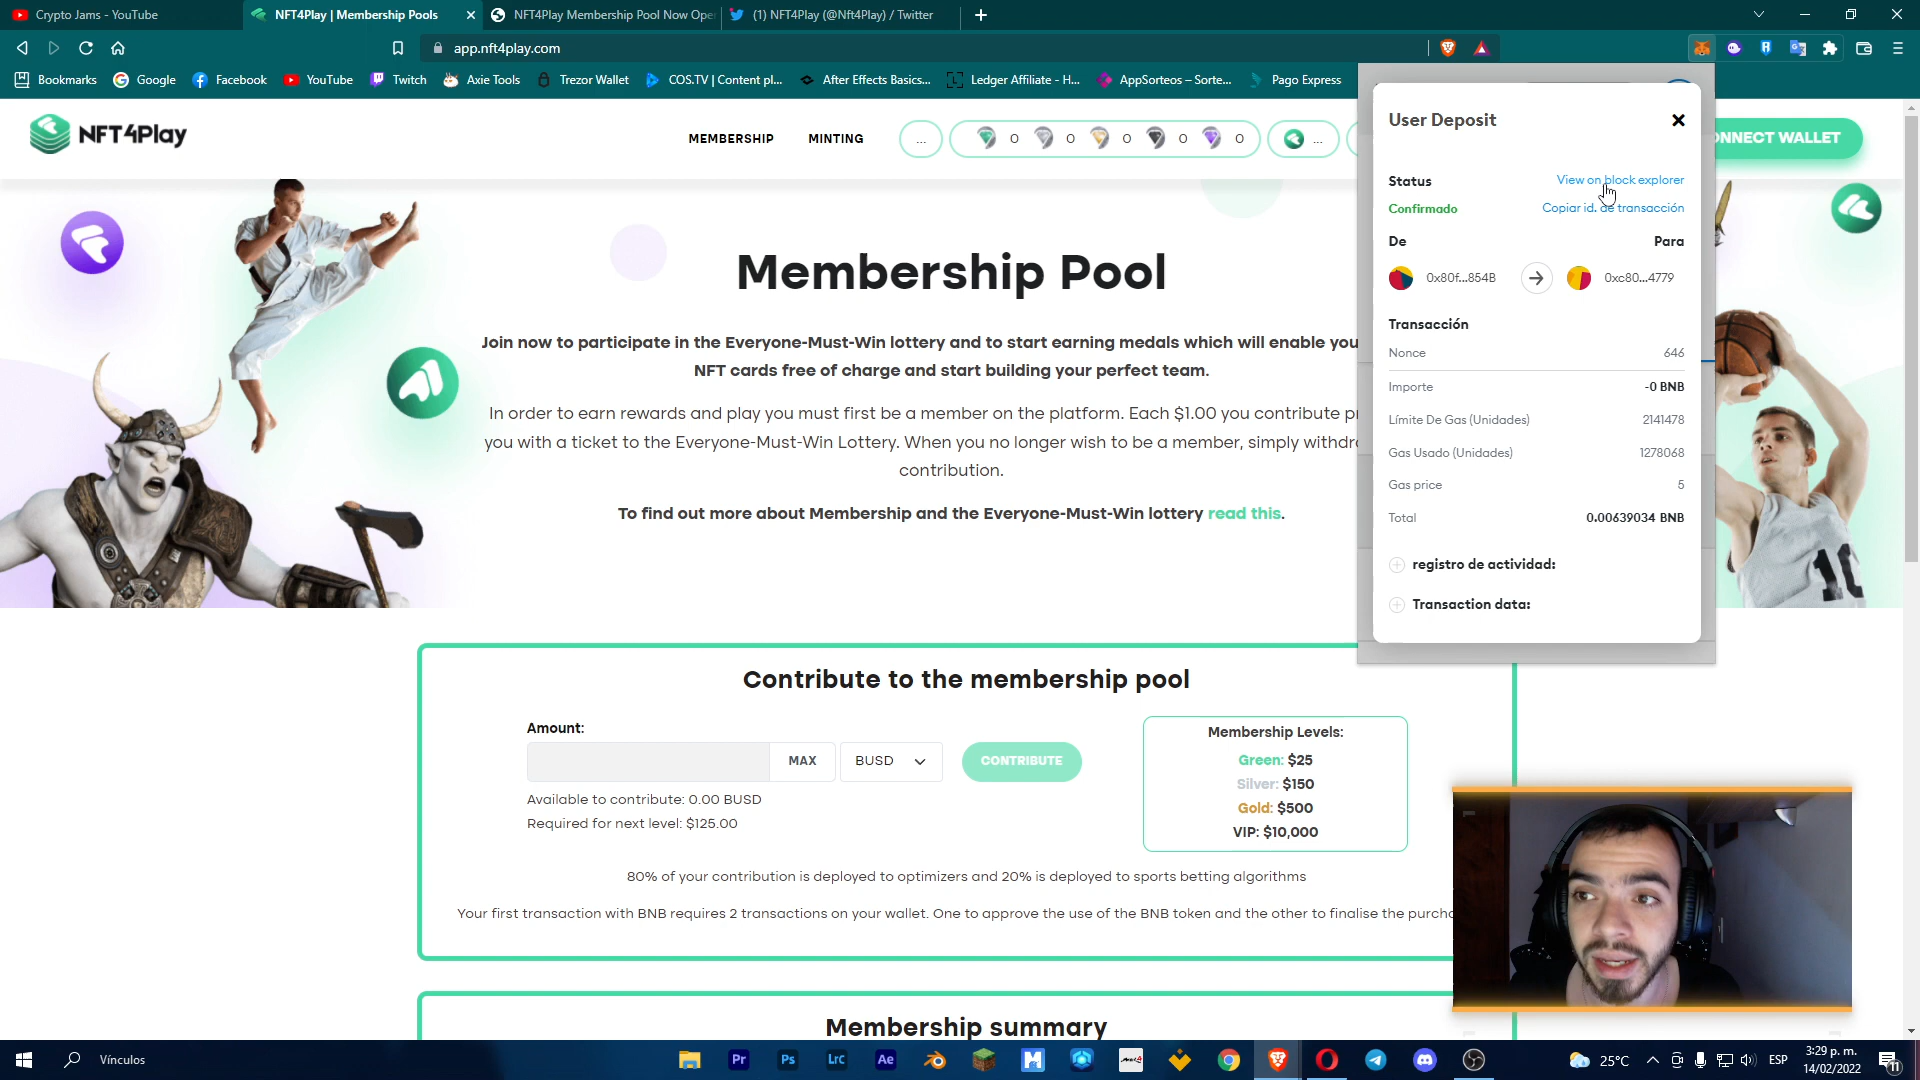 Crypto Jams - YouTube
NFT4Play | Membership Pools
NFT4Play Membership Pool Now Ope
(1) NFT4Play (@Nft4Play) / Twitter
app.nft4play.com
Bookmarks
Google
Facebook
YouTube
Twitch
Axie Tools
Trezor Wallet
COS.TV | Content pl...
After Effects Basics...
Ledger Affiliate - H...
AppSorteos – Sorte...
Pago Express
NFT4Play
MEMBERSHIP
MINTING
...
0
0
0
0
0
...
ONNECT WALLET
Membership Pool
Join now to participate in the Everyone-Must-Win lottery and to start earning medals which will enable you
NFT cards free of charge and start building your perfect team.
In order to earn rewards and play you must first be a member on the platform. Each $1.00 you contribute pr
you with a ticket to the Everyone-Must-Win Lottery. When you no longer wish to be a member, simply withdr
contribution.
To find out more about Membership and the Everyone-Must-Win lottery read this.
User Deposit
Status
View on block explorer
Confirmado
Copiar id. de transacción
De
Para
0x80f...854B
0xc80...4779
Transacción
Nonce
646
Importe
-0 BNB
Límite De Gas (Unidades)
2141478
Gas Usado (Unidades)
1278068
Gas price
5
Total
0.00639034 BNB
registro de actividad:
Transaction data:
10
Contribute to the membership pool
Amount:
MAX
BUSD
CONTRIBUTE
Available to contribute: 0.00 BUSD
Required for next level: $125.00
Membership Levels:
Green: $25
Silver: $150
Gold: $500
VIP: $10,000
80% of your contribution is deployed to optimizers and 20% is deployed to sports betting algorithms
Your first transaction with BNB requires 2 transactions on your wallet. One to approve the use of the BNB token and the other to finalise the purch
Membership summary
Vínculos
Pr
Ps
Lrc
Ae
25°C
ESP
3:29 p. m.
14/02/2022
11